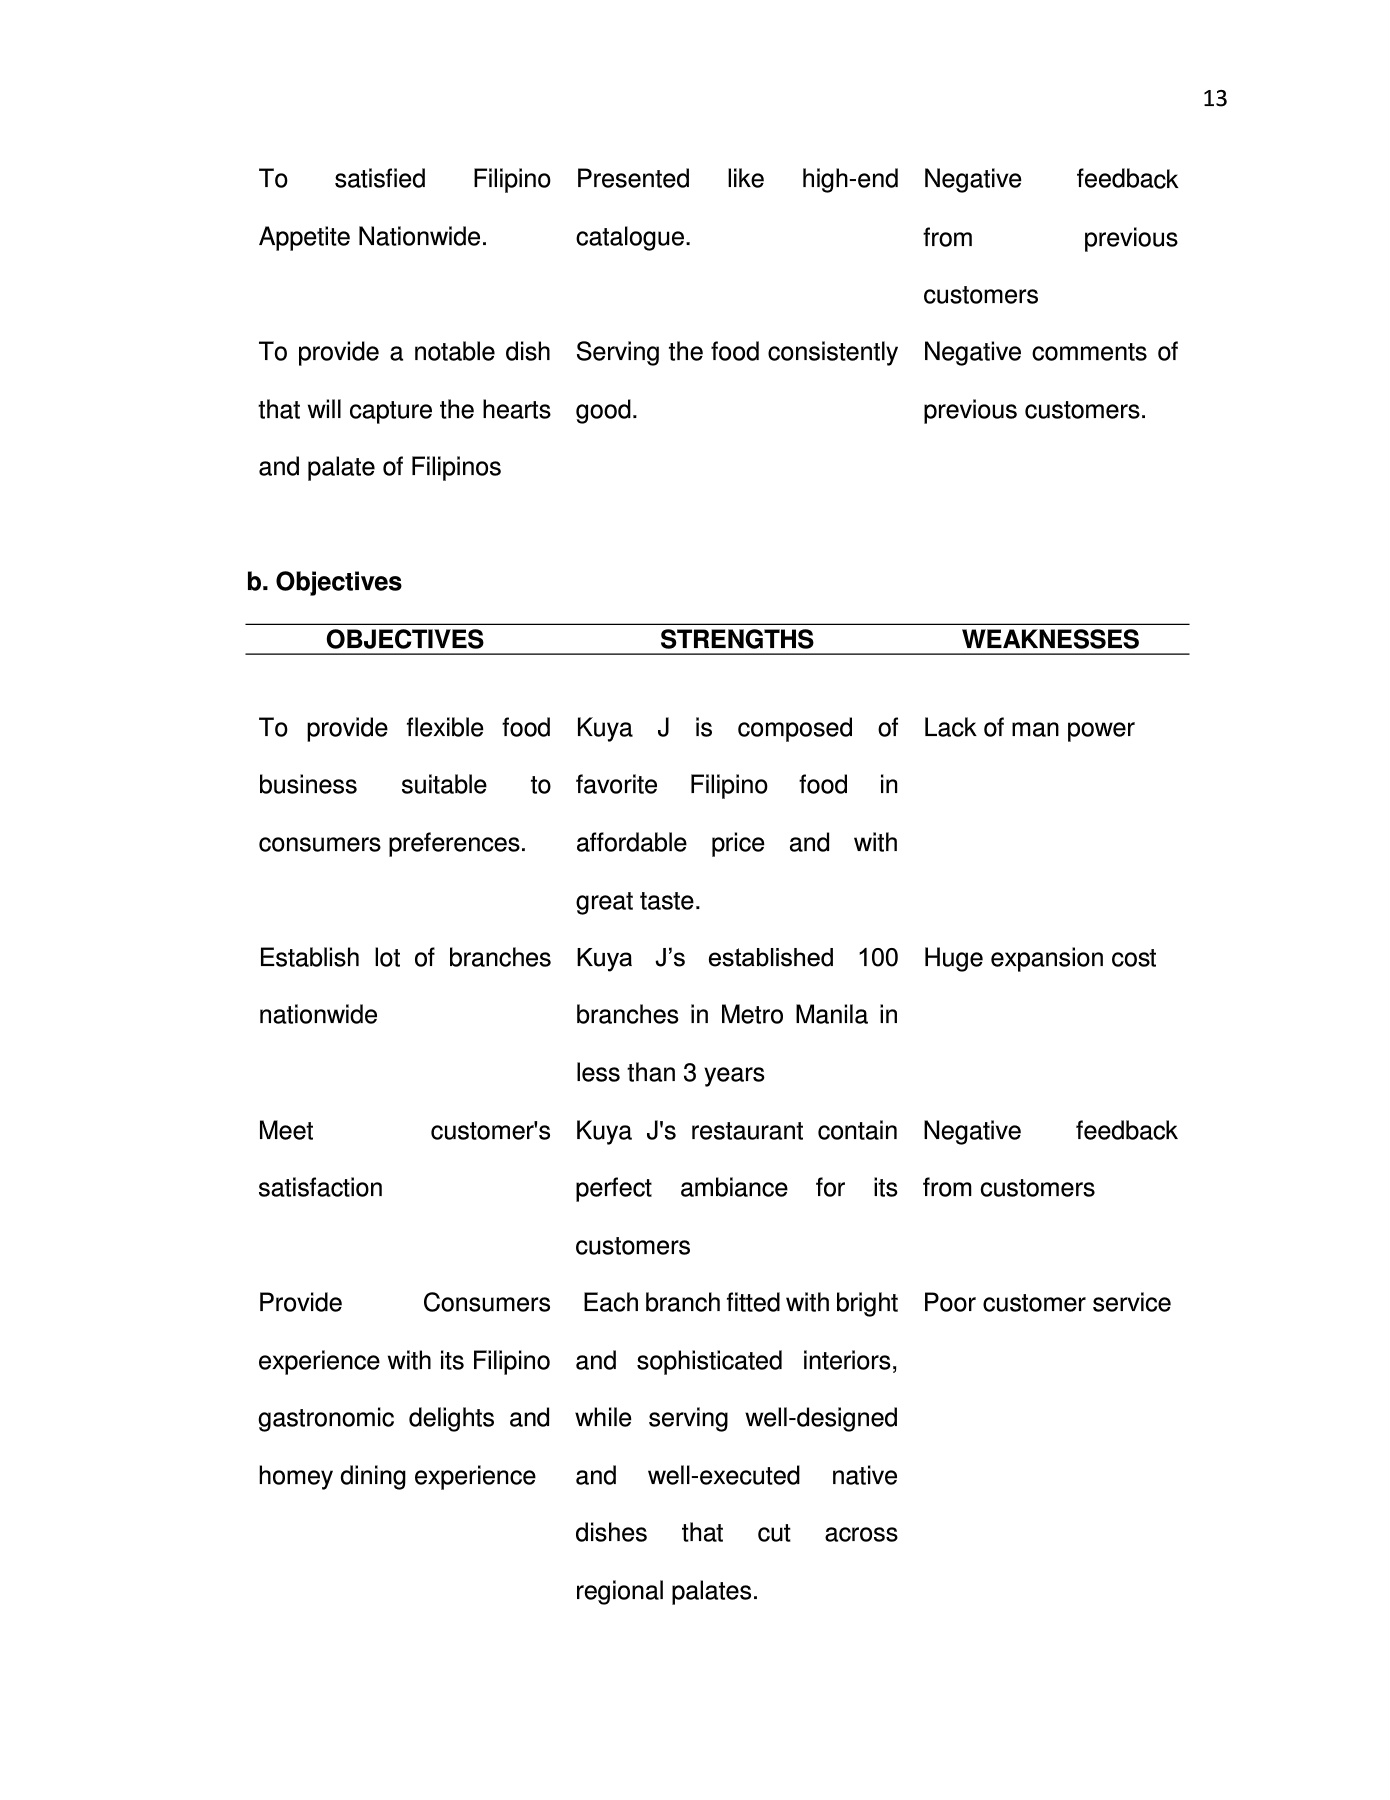 13
To satisfied Filipino Appetite Nationwide.
Presented like high-end catalogue.
Negative feedback from previous customers
To provide a notable dish that will capture the hearts and palate of Filipinos
Serving the food consistently good.
Negative comments of previous customers.
b. Objectives
OBJECTIVES STRENGTHS WEAKNESSES
To provide flexible food
business suitable to
consumers preferences.
Kuya J is composed of
favorite Filipino food in
affordable price and with
great taste.
Lack of man power
Establish lot of branches
nationwide
Kuya J’s established 100
branches in Metro Manila in
less than 3 years
Huge expansion cost
Meet customer's
satisfaction
Kuya J's restaurant contain
perfect ambiance for its
customers
Negative feedback
from customers
Provide Consumers
experience with its Filipino
gastronomic delights and
homey dining experience
Each branch fitted with bright
and sophisticated interiors,
while serving well-designed
and well-executed native
dishes that cut across
regional palates.
Poor customer service